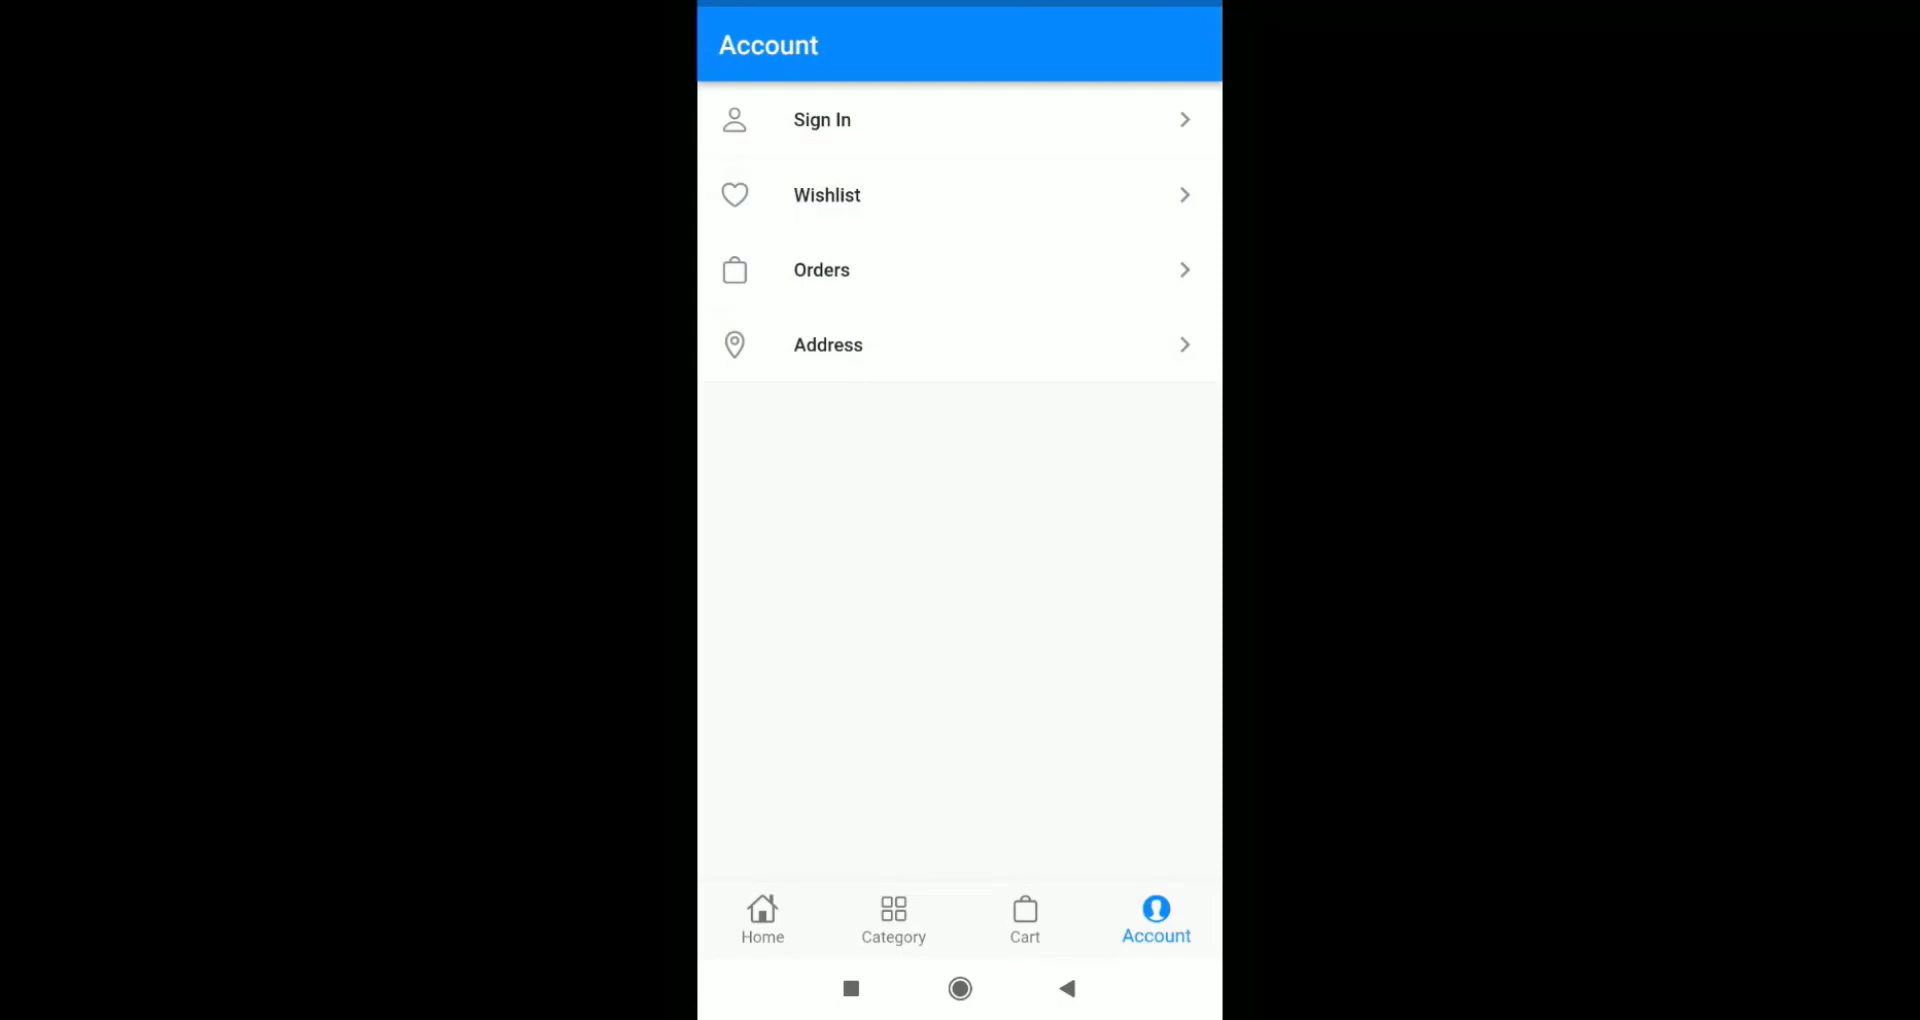 Account
Sign In
Wishlist
Orders
Address
Home
Category
Cart
Account